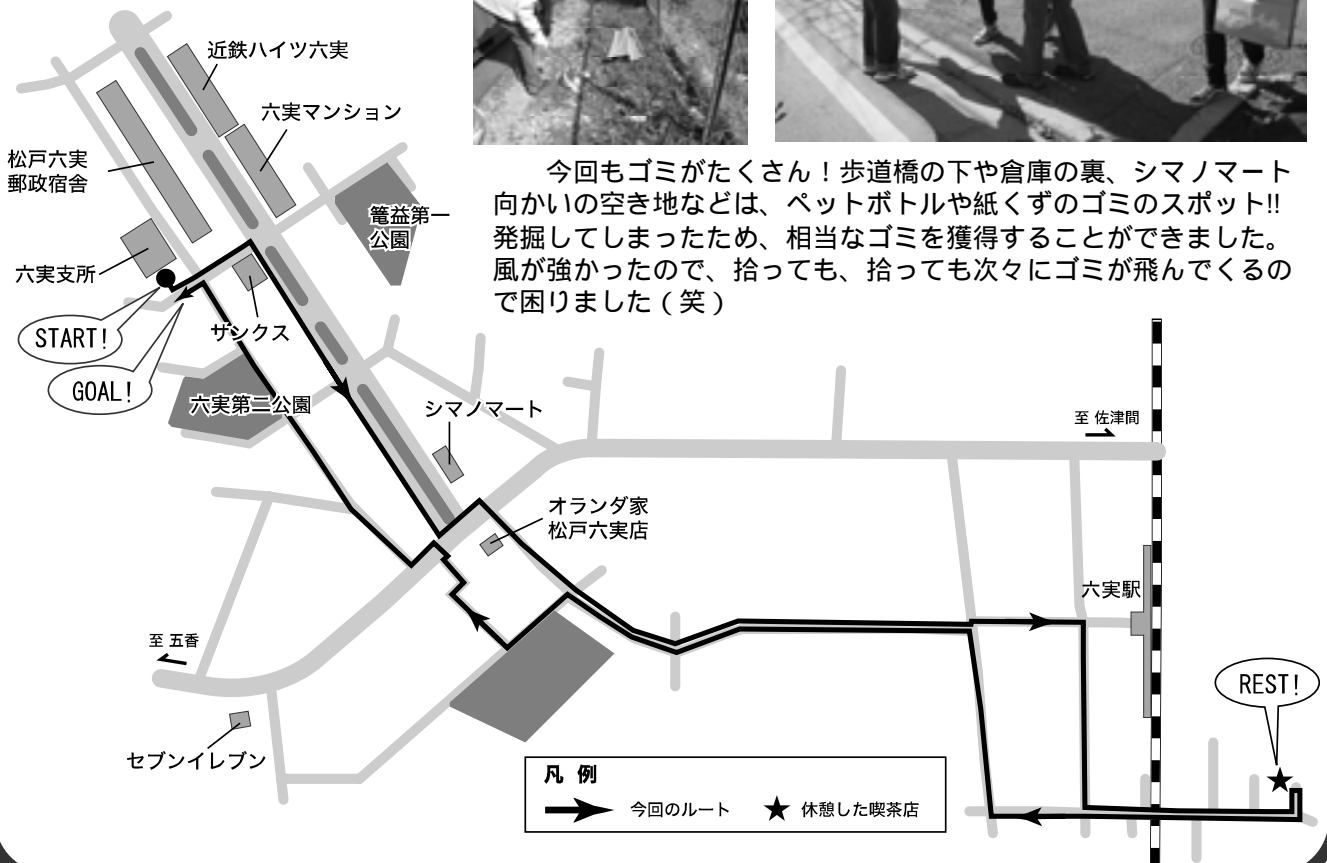 近鉄ハイツ六実
六実マンション
松戸六実
郵政宿舎
篭益第一
公園
六実支所
ザンクス
START!
GOAL!
六実第二公園
今回もゴミがたくさん！歩道橋の下や倉庫の裏、シマノマート
向かいの空き地などは、ペットボトルや紙くずのゴミのスポット!!
発掘してしまったため、相当なゴミを獲得することができました。
風が強かったので、拾っても、拾っても次々にゴミが飛んでくるの
で困りました（笑）
シマノマート
至 佐津間
オランダ家
松戸六実店
六実駅
至 五香
REST!
セブンイレブン
凡 例
今回のルート
★ 休憩した喫茶店